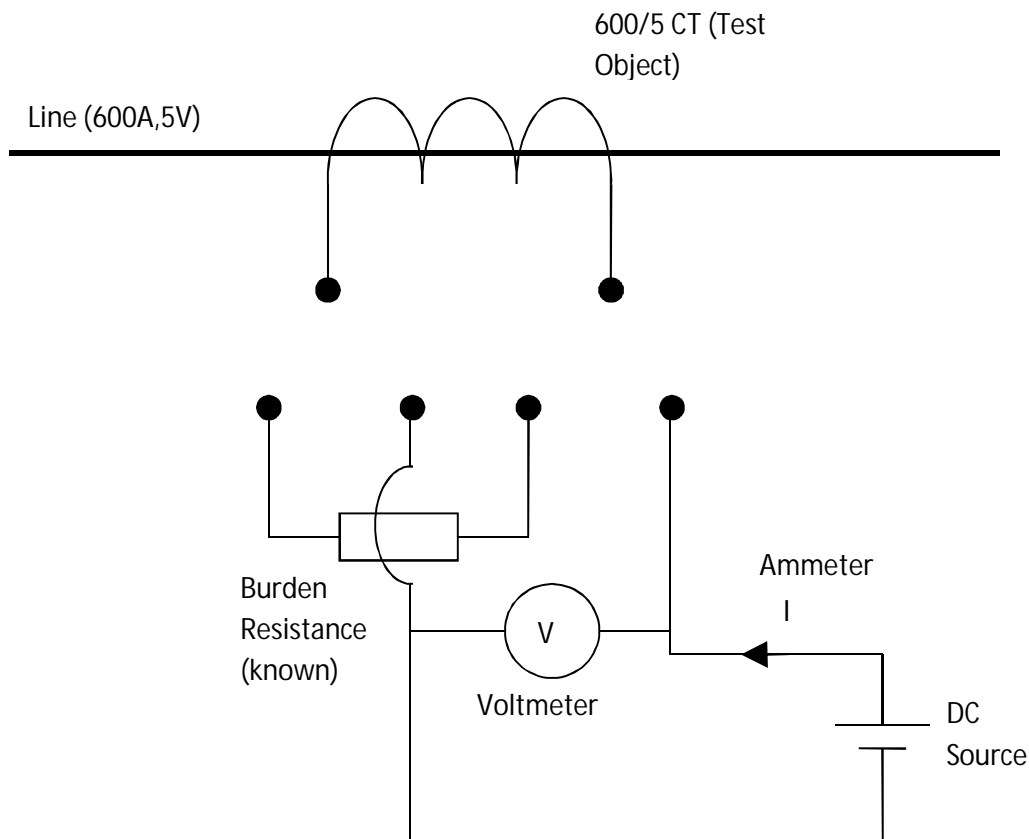 600/5 CT (Test
Object)
Line (600A,5V)
Burden
Resistance
(known)
V
Voltmeter
Ammeter
I
DC
Source